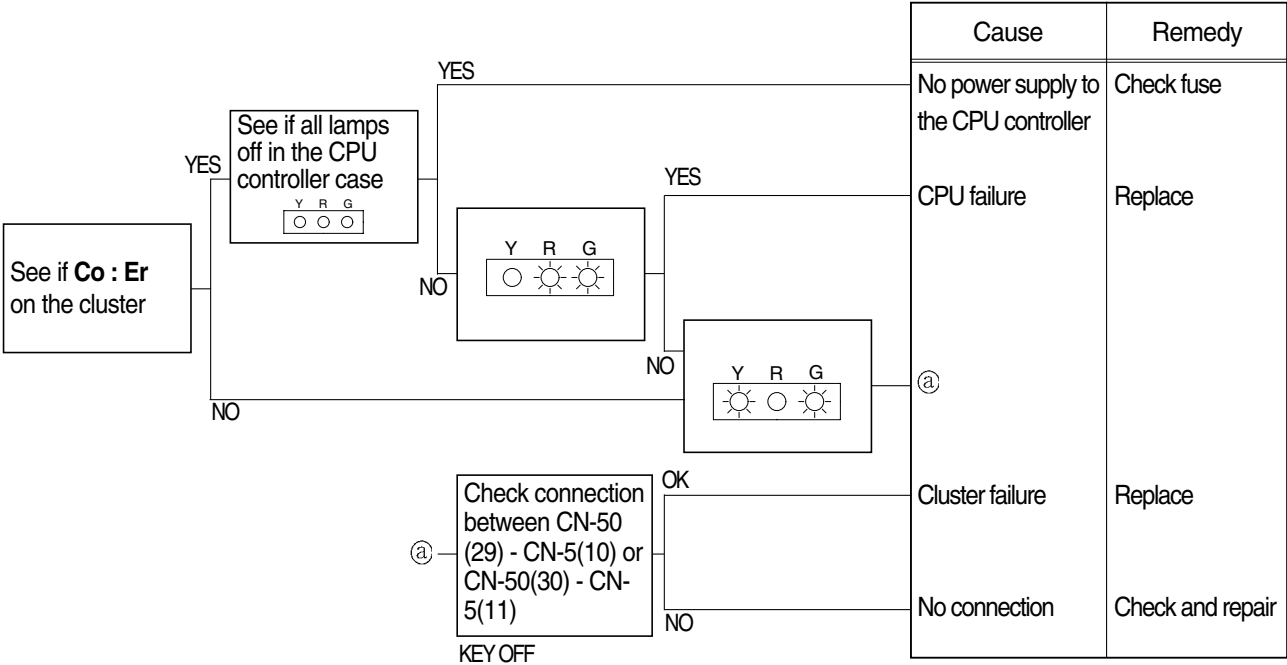 Cause
Remedy
YES
No power supply to
the CPU controller
Check fuse
See if all lamps
off in the CPU
controller case
Y R G
YES
YES
CPU failure
Replace
Y R G
NO
See if Co : Er
on the cluster
NO
Y R G
ⓐ
NO
Check connection
between CN-50
(29) - CN-5(10) or
CN-50(30) - CN-
5(11)
ⓐ
OK
Cluster failure
Replace
NO
No connection
Check and repair
KEY OFF